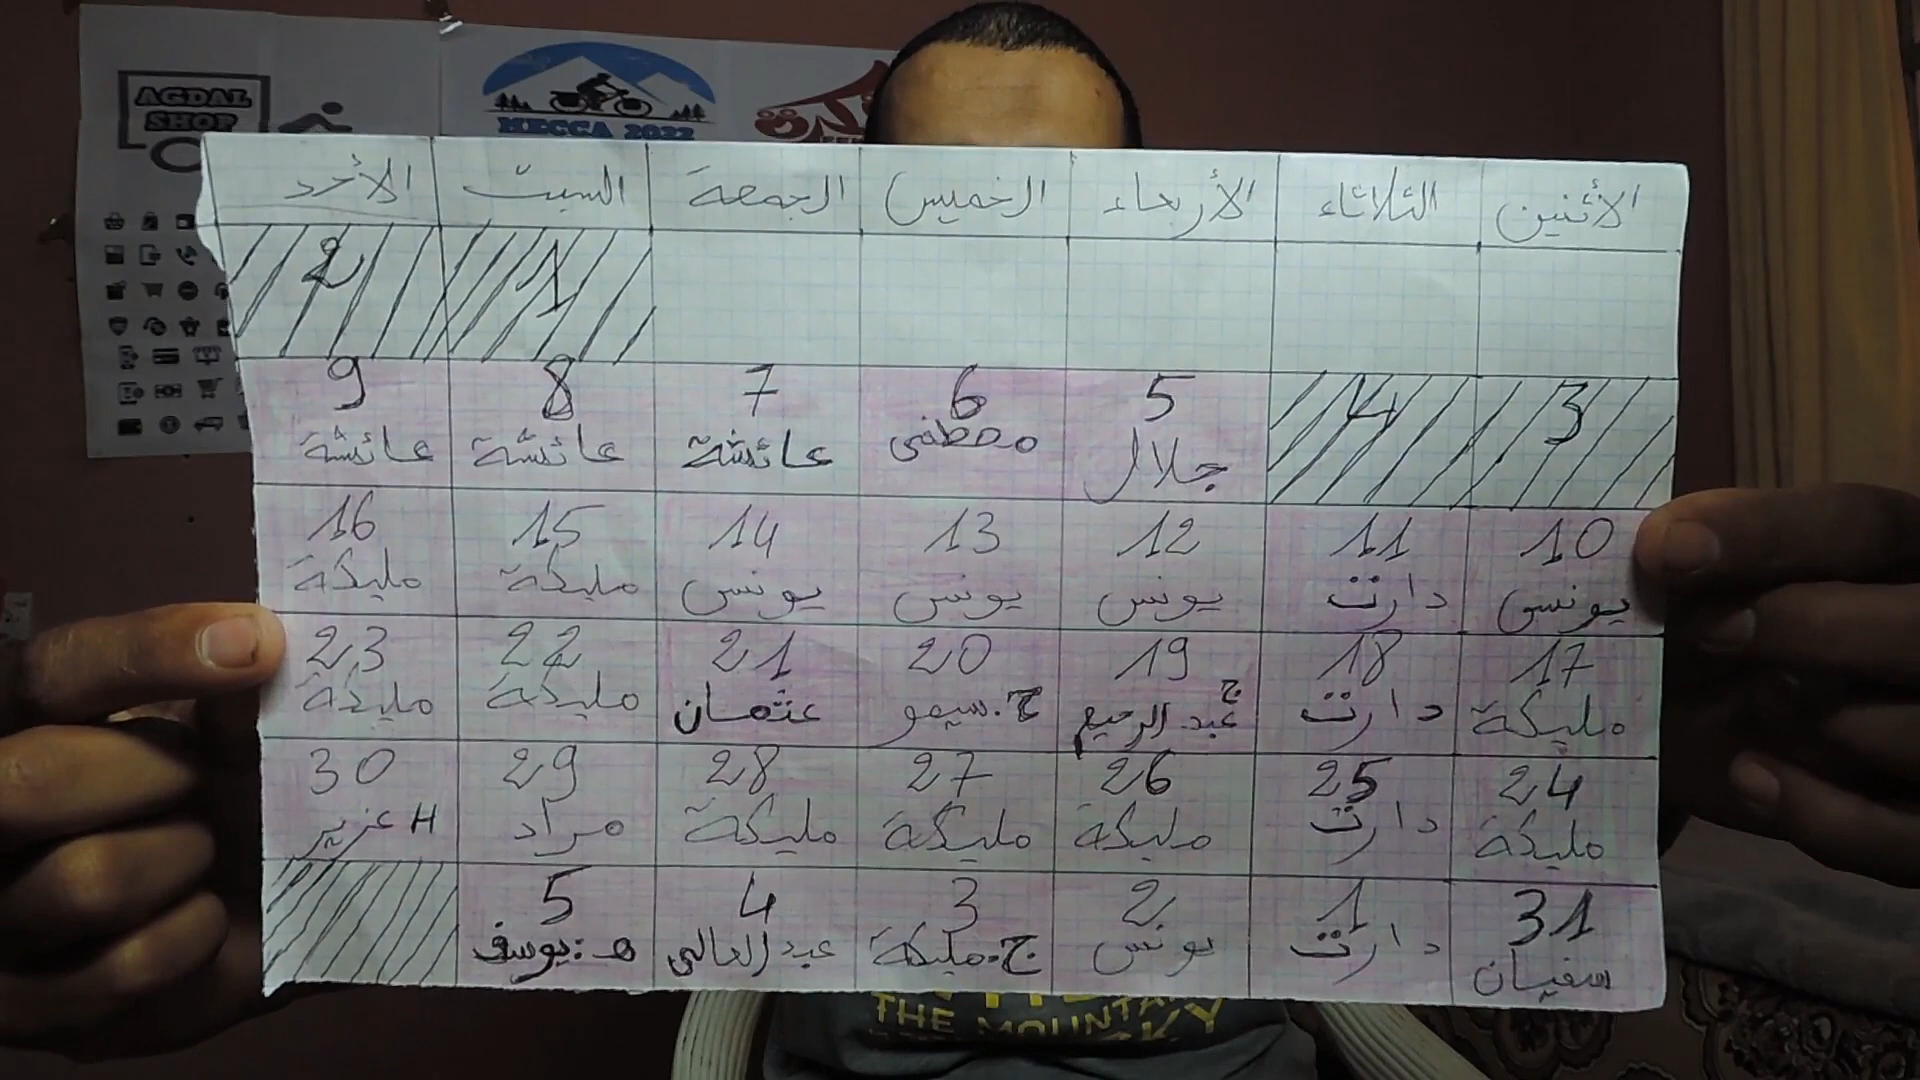 AGDAL
SHOP
MECCA 2022
الأثنين الثلاثاء الأربعاء الخميس الجمعة السبت الأحد
1 2
3 4 5 6 7 8 9
جلال مصطفى عائشة عائشة عائشة
10 11 12 13 14 15 16
يونس دارت يونس يونس يونس مليكة مليكة
17 18 19 20 21 22 23
مليكة دارت ج عبد الرحيم ج.سيمو عثمان مليكة مليكة
24 25 26 27 28 29 30
مليكة دارت مليكة مليكة مليكة مراد H عزيز
31 1 2 3 4 5
سفيان دارت يونس ج.مليكة عبد العالي هـ:يوسف
THE MOUNTA